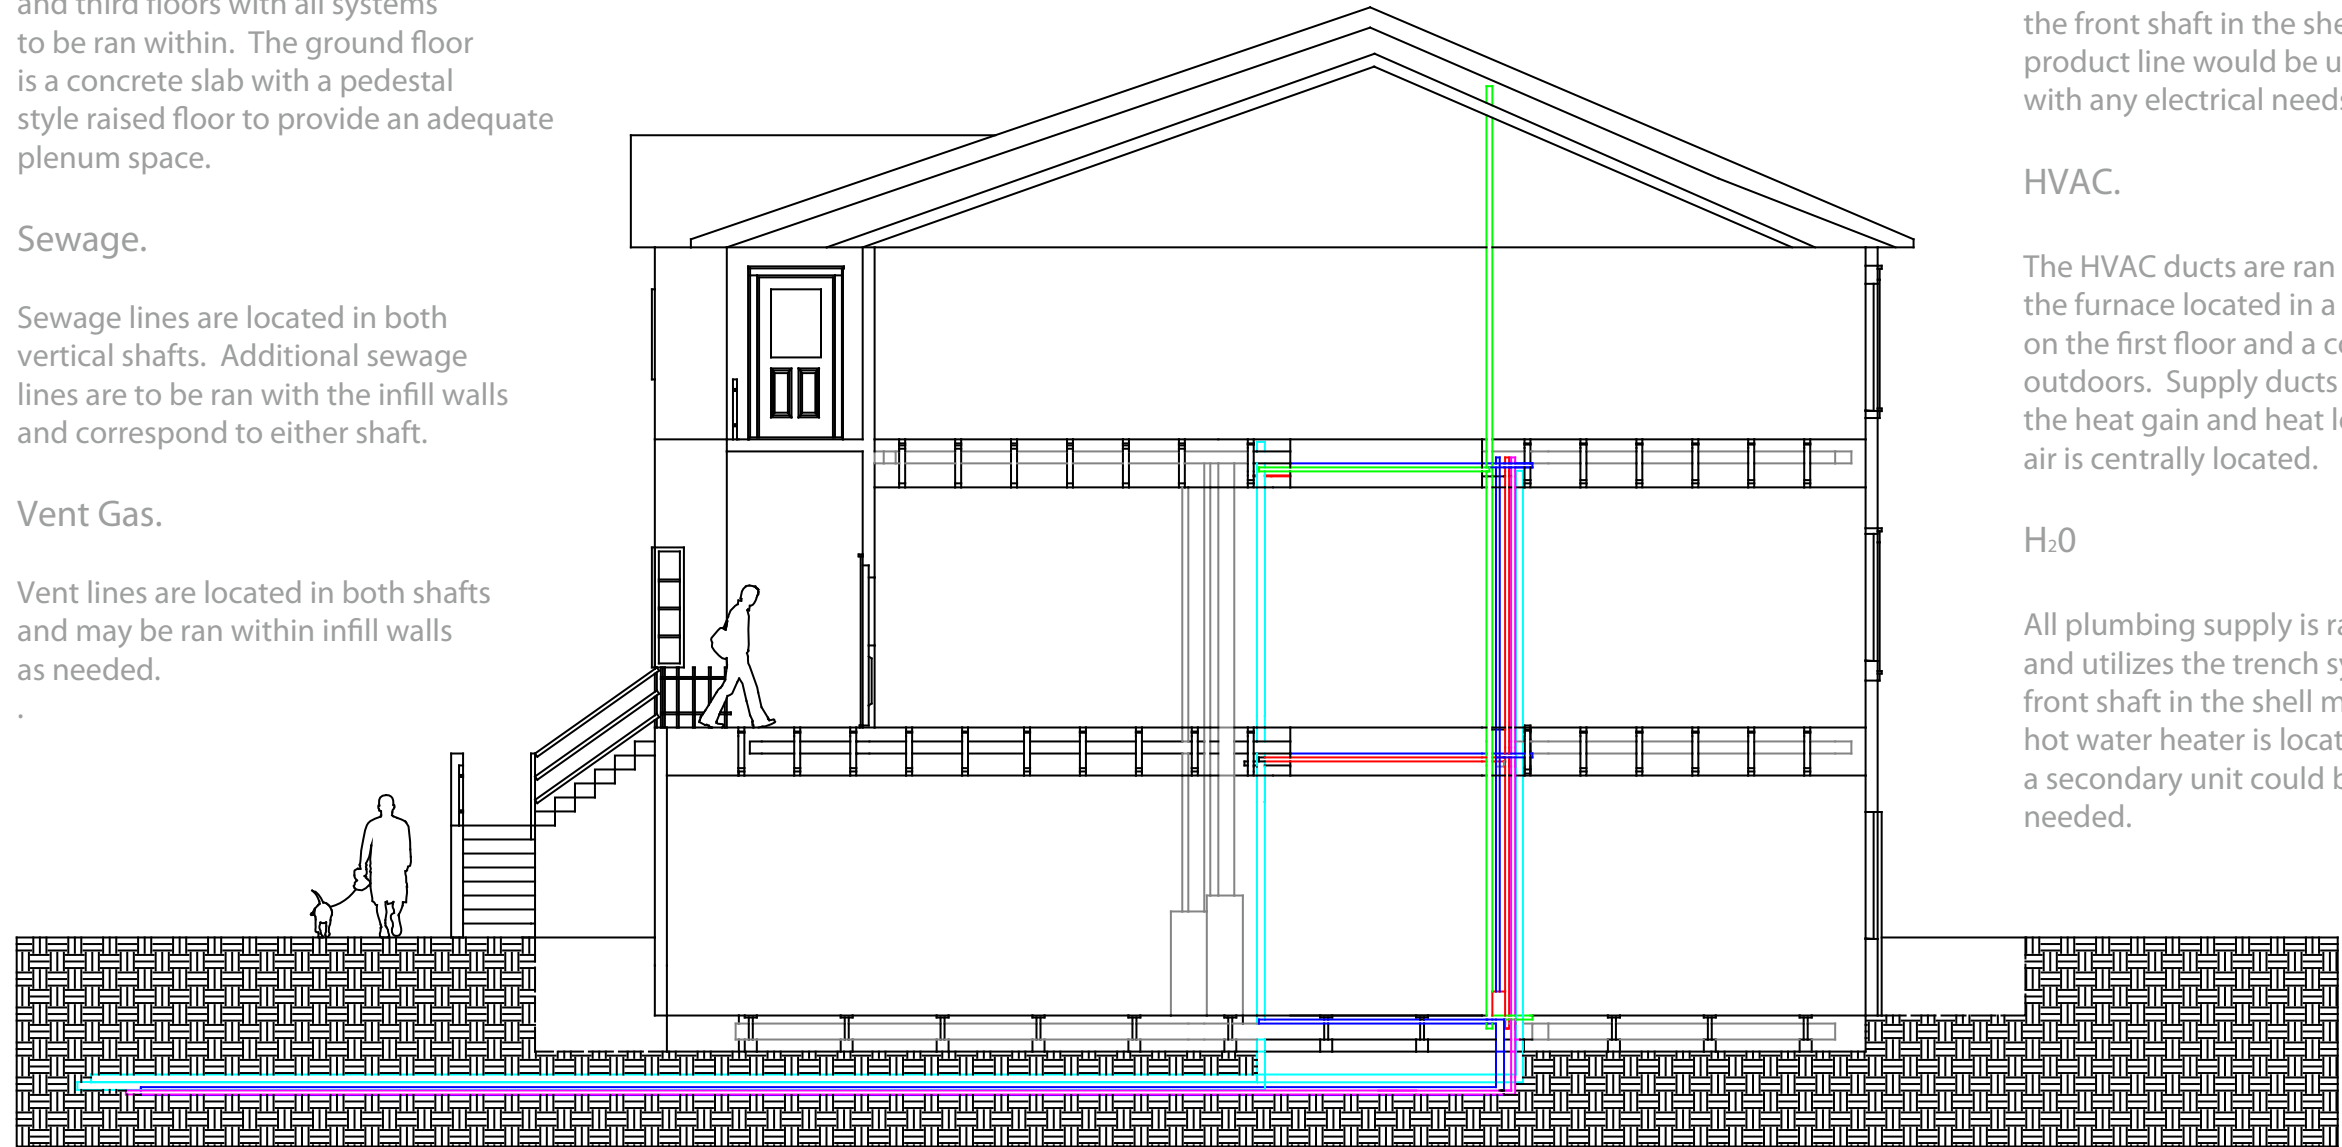 and third floors with all systems
to be ran within.  The ground floor
is a concrete slab with a pedestal
style raised floor to provide an adequate
plenum space.
Sewage.
Sewage lines are located in both
vertical shafts.  Additional sewage
lines are to be ran with the infill walls
and correspond to either shaft.
Vent Gas.
Vent lines are located in both shafts
and may be ran within infill walls
as needed.
.
the front shaft in the
product line would be
with any electrical
HVAC.
The HVAC ducts are ran
the furnace located in a
on the first floor and a
outdoors.  Supply ducts
the heat gain and heat
air is centrally located.
H₂0
All plumbing supply is
and utilizes the trench
front shaft in the shell
hot water heater is
a secondary unit could
needed.